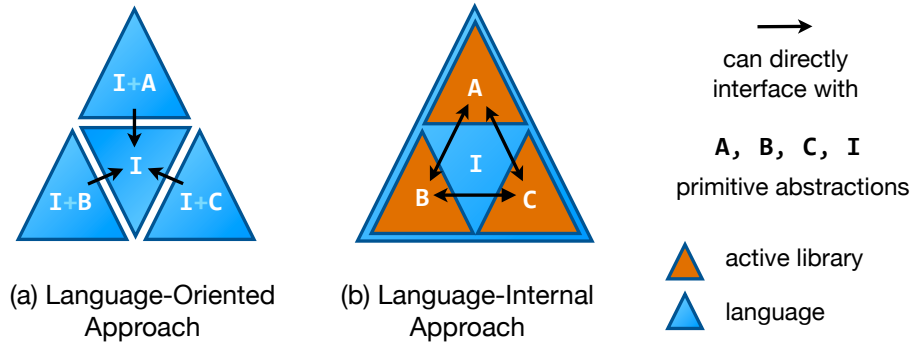 I+A
I
I+B
I+C
(a) Language-Oriented
Approach
A
I
B
C
(b) Language-Internal
Approach
can directly
interface with
A, B, C, I
primitive abstractions
active library
language